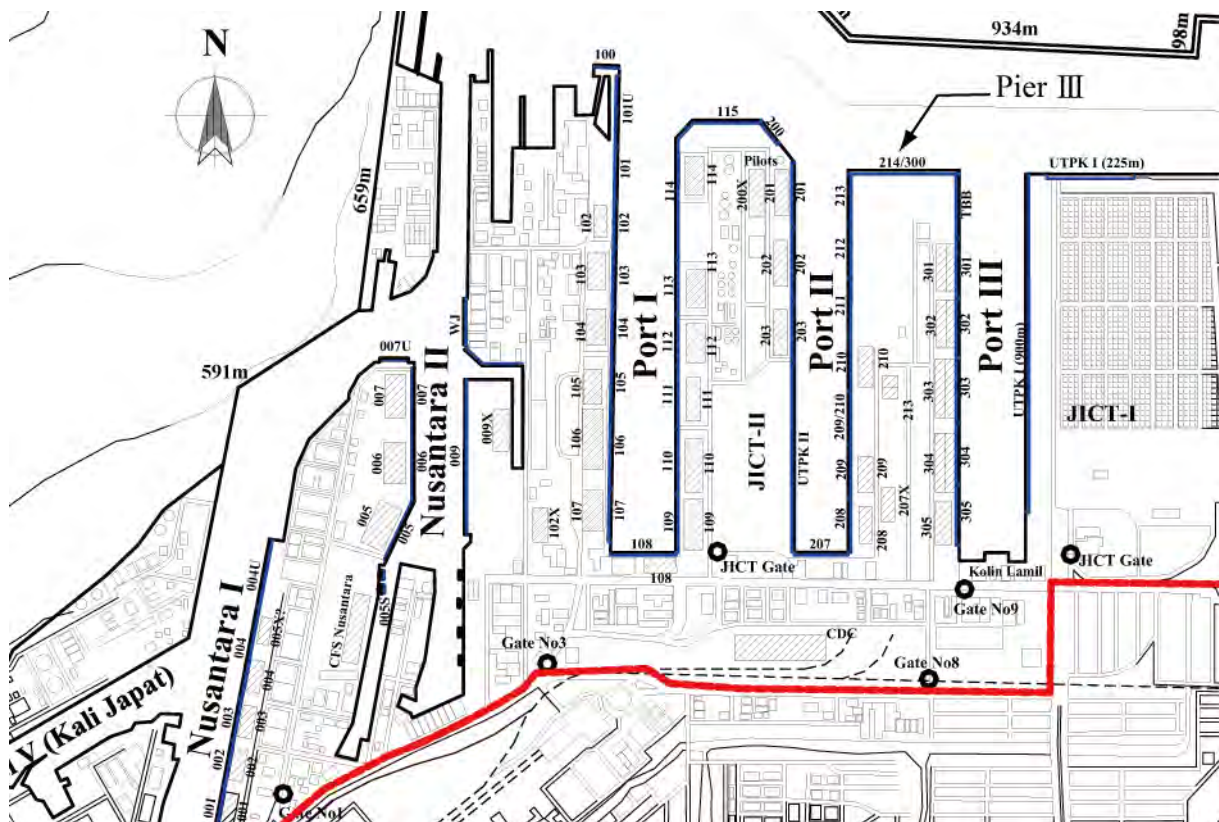 934m
98m
N
Pier III
100
101U
101
102
102
103
103
104
104
105
105
106
106
107
107
102X
108
108
Port I
115
200
114
114
113
113
112
112
111
111
110
110
109
109
Pilots
200X
201
201
202
202
203
203
JICT-II
UTPK II
JICT Gate
Port II
207
214/300
213
212
211
210
210
213
209/210
209
209
207X
208
208
TBB
301
301
302
302
303
303
304
304
305
305
Port III
UTPK I (225m)
UTPK I (900m)
JICT-I
JICT Gate
Kolin Lamil
Gate No9
CDC
Gate No8
Gate No3
659m
591m
WJ
007U
007
007
006
006
005
005
009
009X
Nusantara II
005S
CFS Nusantara
004U
005X
004
004
003
003
002
002
001
001
Nusantara I
(Kali Japat)
Gate No1